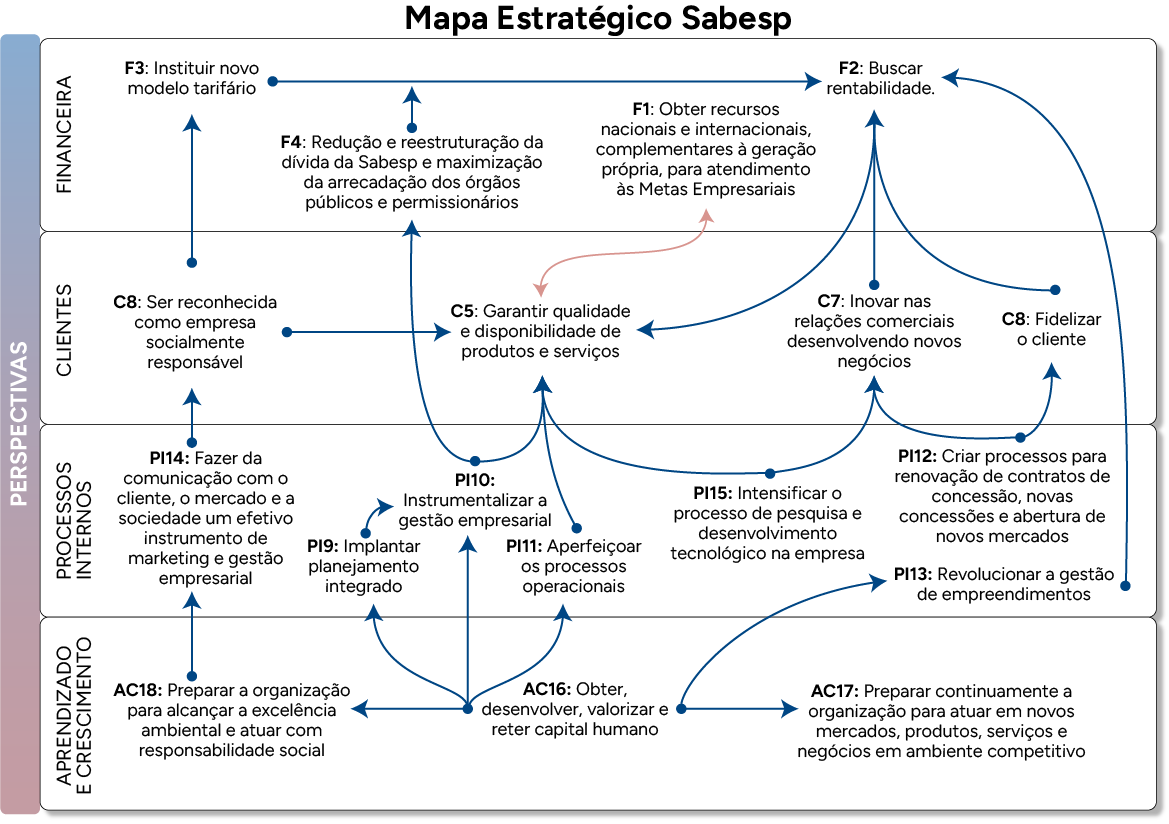 Mapa Estratégico Sabesp
PERSPECTIVAS
FINANCEIRA
F3: Instituir novo
modelo tarifário
F4: Redução e reestruturação da
dívida da Sabesp e maximização
da arrecadação dos órgãos
públicos e permissionários
F1: Obter recursos
nacionais e internacionais,
complementares à geração
própria, para atendimento
às Metas Empresariais
F2: Buscar
rentabilidade.
CLIENTES
C8: Ser reconhecida
como empresa
socialmente
responsável
C5: Garantir qualidade
e disponibilidade de
produtos e serviços
C7: Inovar nas
relações comerciais
desenvolvendo novos
negócios
C8: Fidelizar
o cliente
PROCESSOS
INTERNOS
PI14: Fazer da
comunicação com o
cliente, o mercado e a
sociedade um efetivo
instrumento de
marketing e gestão
empresarial
PI10:
Instrumentalizar a
gestão empresarial
PI9: Implantar
planejamento
integrado
PI11: Aperfeiçoar
os processos
operacionais
PI15: Intensificar o
processo de pesquisa e
desenvolvimento
tecnológico na empresa
PI12: Criar processos para
renovação de contratos de
concessão, novas
concessões e abertura de
novos mercados
PI13: Revolucionar a gestão
de empreendimentos
APRENDIZADO
E CRESCIMENTO
AC18: Preparar a organização
para alcançar a excelência
ambiental e atuar com
responsabilidade social
AC16: Obter,
desenvolver, valorizar e
reter capital humano
AC17: Preparar continuamente a
organização para atuar em novos
mercados, produtos, serviços e
negócios em ambiente competitivo